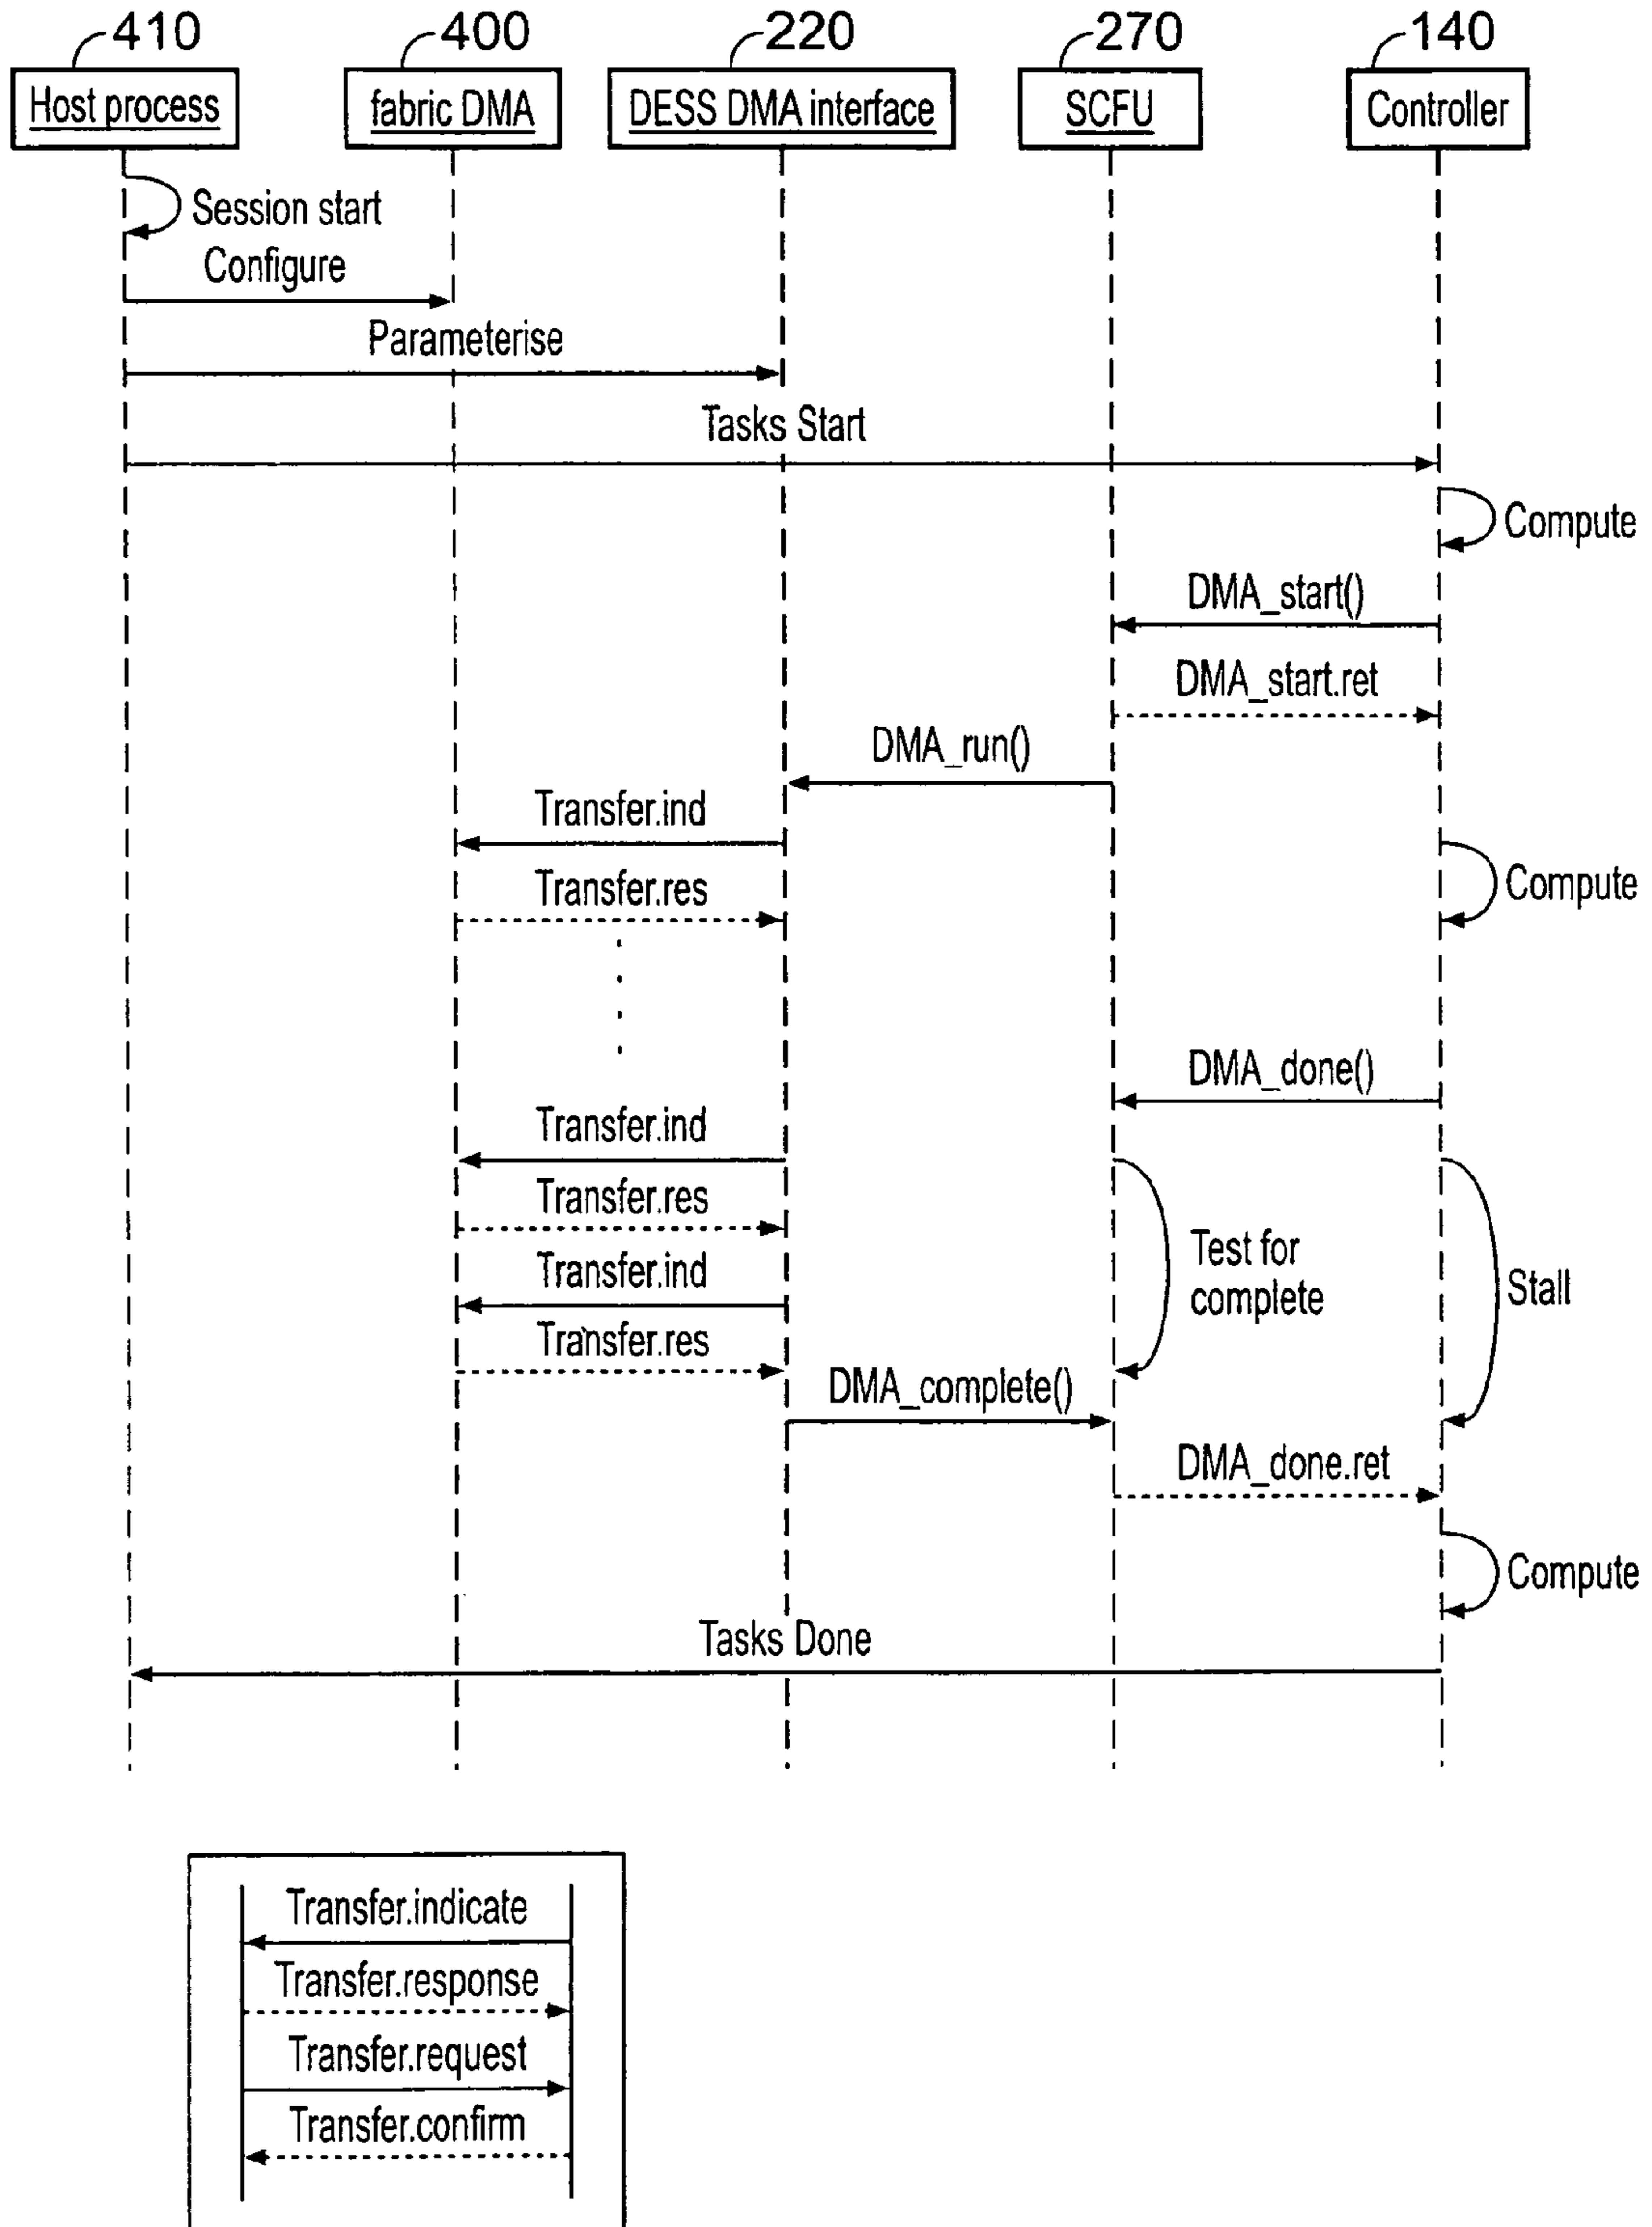 410 400 220 270 140
Host process fabric DMA DESS DMA interface SCFU Controller
Session start
Configure
Parameterise
Tasks Start
Compute
DMA_start()
DMA_start.ret
DMA_run()
Transfer.ind
Compute
Transfer.res
DMA_done()
Transfer.ind
Transfer.res
Test for
complete
Stall
Transfer.ind
Transfer.res
DMA_complete()
DMA_done.ret
Compute
Tasks Done
Transfer.indicate
Transfer.response
Transfer.request
Transfer.confirm